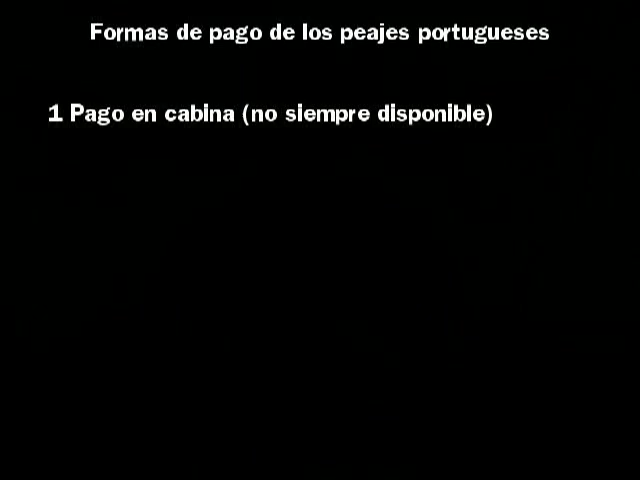 Formas de pago de los peajes portugueses
1 Pago en cabina (no siempre disponible)